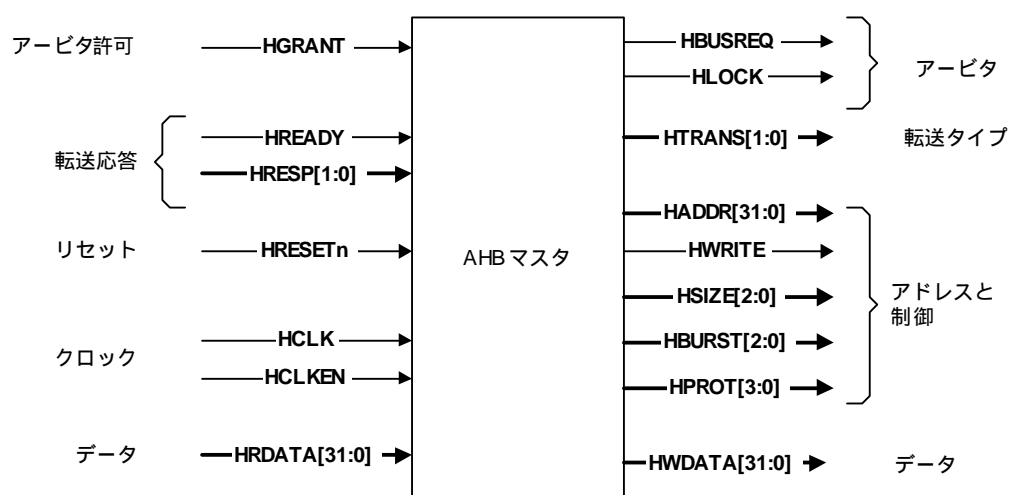 アービタ許可
HGRANT
転送応答
HREADY
HRESP[1:0]
リセット
HRESETn
クロック
HCLK
HCLKEN
データ
HRDATA[31:0]
AHBマスタ
HBUSREQ
HLOCK
アービタ
HTRANS[1:0]
転送タイプ
HADDR[31:0]
HWRITE
HSIZE[2:0]
HBURST[2:0]
HPROT[3:0]
アドレスと
制御
HWDATA[31:0]
データ